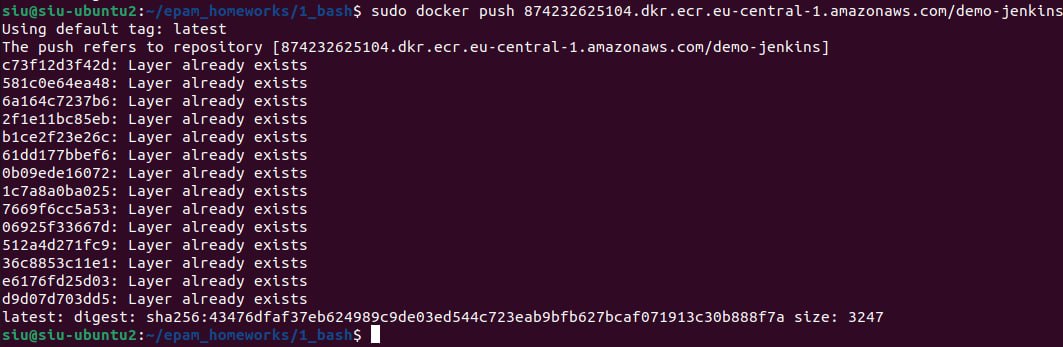 siu@siu-ubuntu2:~/epam_homeworks/1_bash$ sudo docker push 874232625104.dkr.ecr.eu-central-1.amazonaws.com/demo-jenkins
Using default tag: latest
The push refers to repository [874232625104.dkr.ecr.eu-central-1.amazonaws.com/demo-jenkins]
c73f12d3f42d: Layer already exists
581c0e64ea48: Layer already exists
6a164c7237b6: Layer already exists
2f1e11bc85eb: Layer already exists
b1ce2f23e26c: Layer already exists
61dd177bbef6: Layer already exists
0b09ede16072: Layer already exists
1c7a8a0ba025: Layer already exists
7669f6cc5a53: Layer already exists
06925f33667d: Layer already exists
512a4d271fc9: Layer already exists
36c8853c11e1: Layer already exists
e6176fd25d03: Layer already exists
d9d07d703dd5: Layer already exists
latest: digest: sha256:43476dfaf37eb624989c9de03ed544c723eab9bfb627bcaf071913c30b888f7a size: 3247
siu@siu-ubuntu2:~/epam_homeworks/1_bash$